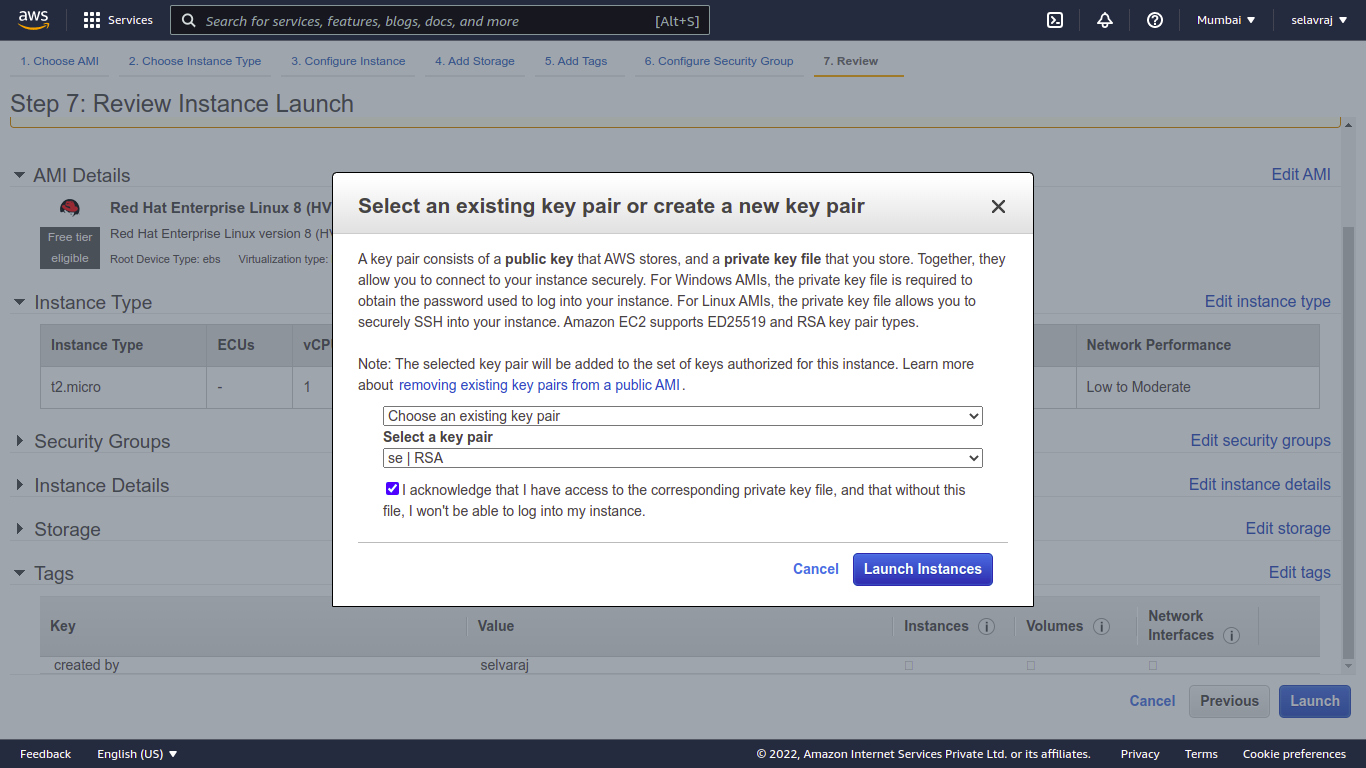 aws Services Search for services, features, blogs, docs, and more [Alt+S] Mumbai selavraj
1. Choose AMI 2. Choose Instance Type 3. Configure Instance 4. Add Storage 5. Add Tags 6. Configure Security Group 7. Review
Step 7: Review Instance Launch
AMI Details Edit AMI
Red Hat Enterprise Linux 8 (HV
Free tier eligible
Red Hat Enterprise Linux version 8 (H
Root Device Type: ebs Virtualization type:
Instance Type Edit instance type
Instance Type ECUs vCP Network Performance
t2.micro - 1 Low to Moderate
Security Groups Edit security groups
Instance Details Edit instance details
Storage Edit storage
Tags Edit tags
Key Value Instances Volumes Network Interfaces
created by selvaraj
Select an existing key pair or create a new key pair
A key pair consists of a public key that AWS stores, and a private key file that you store. Together, they
allow you to connect to your instance securely. For Windows AMIs, the private key file is required to
obtain the password used to log into your instance. For Linux AMIs, the private key file allows you to
securely SSH into your instance. Amazon EC2 supports ED25519 and RSA key pair types.
Note: The selected key pair will be added to the set of keys authorized for this instance. Learn more
about removing existing key pairs from a public AMI.
Choose an existing key pair
Select a key pair
se | RSA
I acknowledge that I have access to the corresponding private key file, and that without this
file, I won't be able to log into my instance.
Cancel Launch Instances
Cancel Previous Launch
Feedback English (US) © 2022, Amazon Internet Services Private Ltd. or its affiliates. Privacy Terms Cookie preferences